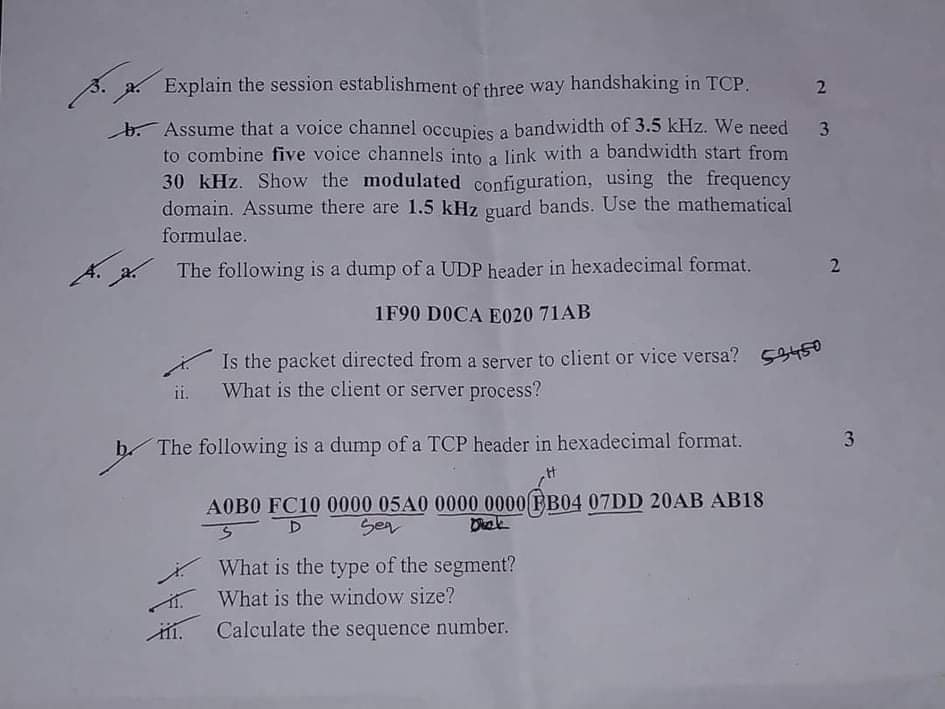 3. a. Explain the session establishment of three way handshaking in TCP. 2
b. Assume that a voice channel occupies a bandwidth of 3.5 kHz. We need 3
to combine five voice channels into a link with a bandwidth start from
30 kHz. Show the modulated configuration, using the frequency
domain. Assume there are 1.5 kHz guard bands. Use the mathematical
formulae.
4. a. The following is a dump of a UDP header in hexadecimal format. 2
1F90 D0CA E020 71AB
i. Is the packet directed from a server to client or vice versa? 53450
ii. What is the client or server process?
b. The following is a dump of a TCP header in hexadecimal format. 3
H
A0B0 FC10 0000 05A0 0000 0000 FB04 07DD 20AB AB18
S D Seq
i. What is the type of the segment?
ii. What is the window size?
iii. Calculate the sequence number.